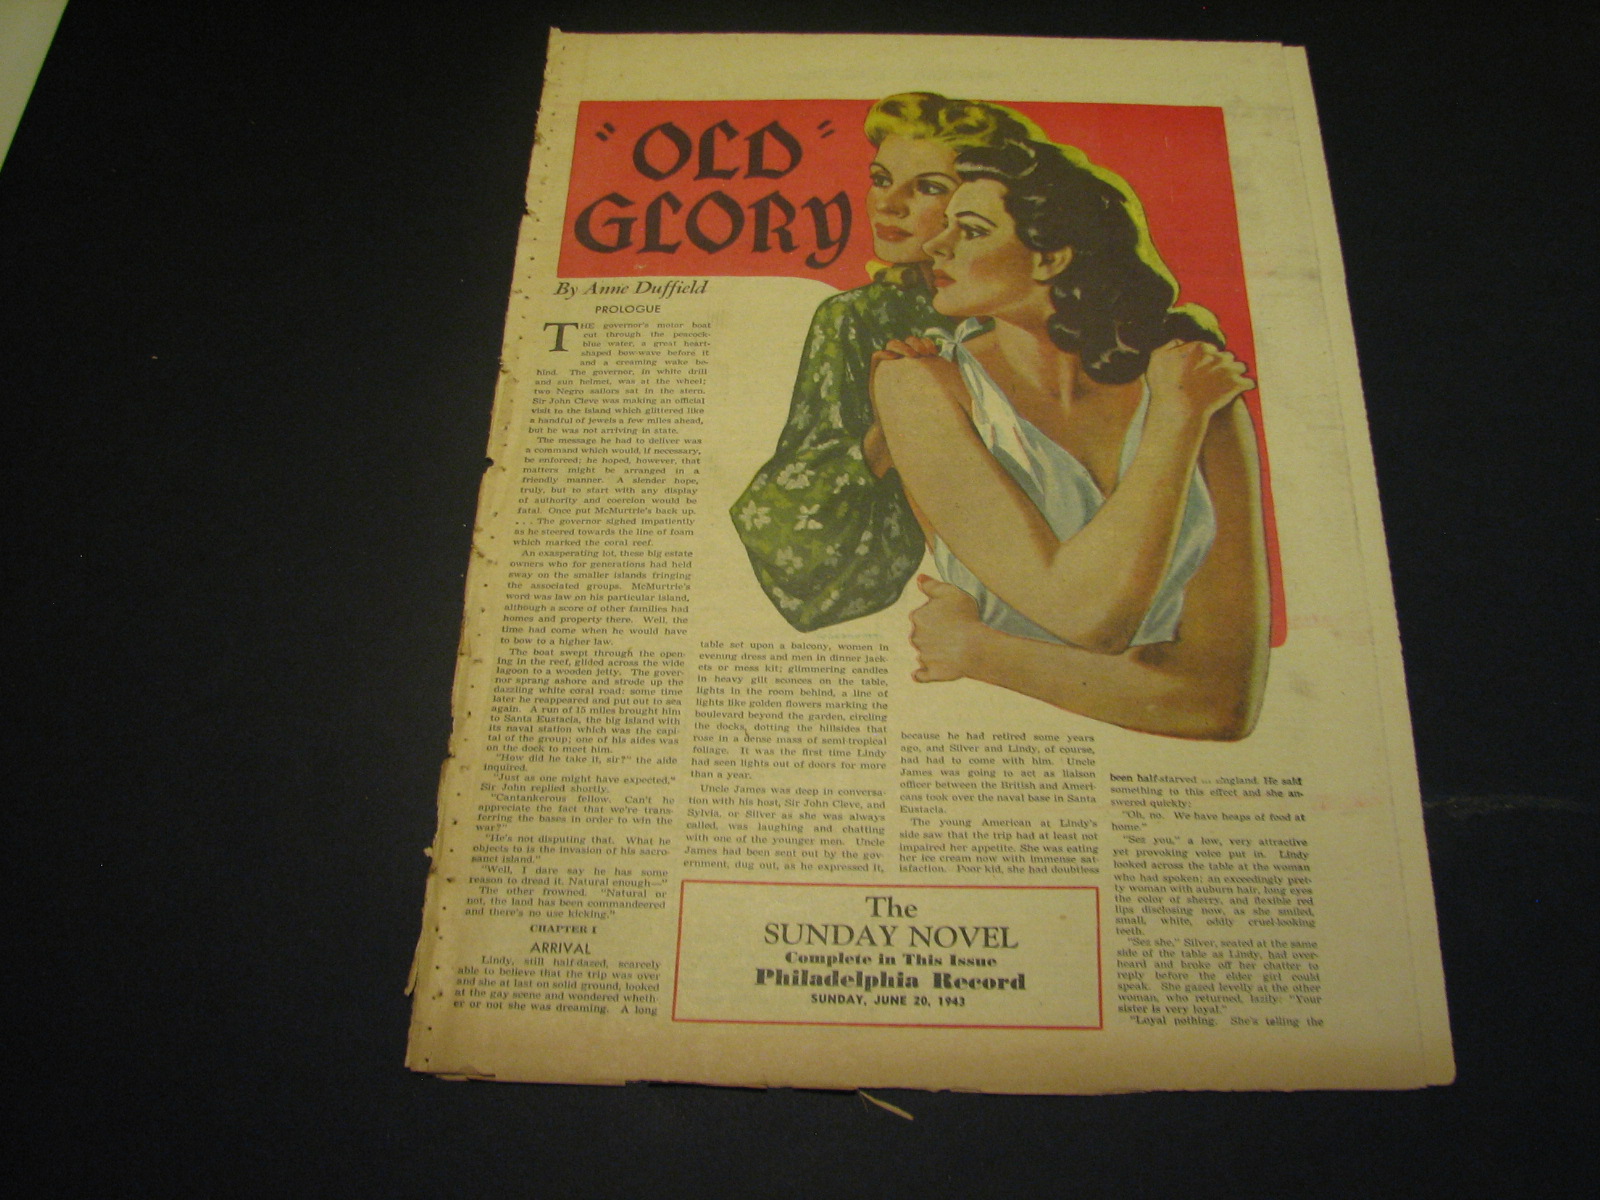 "OLD"
GLORY
By Anne Duffield
PROLOGUE
THE governor's motor boat
cut through the peacock-
blue water, a great heart-
shaped bow-wave before it
and a creaming wake be-
hind. The governor, in white drill
and sun helmet, was at the wheel;
two Negro sailors sat in the stern.
Sir John Cleve was making an official
visit to the island which glittered like
a handful of jewels a few miles ahead,
but he was not arriving in state.
The message he had to deliver was
a command which would, if necessary,
be enforced; he hoped, however, that
matters might be arranged in a
friendly manner. A slender hope,
truly, but to start with any display
of authority and coercion would be
fatal. Once put McMurtrie's back up.
. . . The governor sighed impatiently
as he steered towards the line of foam
which marked the coral reef.
An exasperating lot, these big estate
owners who for generations had held
sway on the smaller islands fringing
the associated groups. McMurtrie's
word was law on his particular island,
although a score of other families had
homes and property there. Well, the
time had come when he would have
to bow to a higher law.
The boat swept through the open-
ing in the reef, glided across the wide
lagoon to a wooden jetty. The gover-
nor sprang ashore and strode up the
dazzling white coral road; some time
later he reappeared and put out to sea
again. A run of 15 miles brought him
to Santa Eustacia, the big island with
its naval station which was the capi-
tal of the group; one of his aides was
on the dock to meet him.
"How did he take it, sir?" the aide
inquired.
"Just as one might have expected,"
Sir John replied shortly.
"Cantankerous fellow. Can't he
appreciate the fact that we're trans-
ferring the bases in order to win the
war?"
"He's not disputing that. What he
objects to is the invasion of his sacro-
sanct island."
"Well, I dare say he has some
reason to dread it. Natural enough—"
The other frowned. "Natural or
not, the land has been commandeered
and there's no use kicking."
CHAPTER I
ARRIVAL
Lindy, still half-dazed, scarcely
able to believe that the trip was over
and she at last on solid ground, looked
at the gay scene and wondered wheth-
er or not she was dreaming. A long
table set upon a balcony, women in
evening dress and men in dinner jack-
ets or mess kit; glimmering candles
in heavy gilt sconces on the table,
lights in the room behind, a line of
lights like golden flowers marking the
boulevard beyond the garden, circling
the docks, dotting the hillsides that
rose in a dense mass of semi-tropical
foliage. It was the first time Lindy
had seen lights out of doors for more
than a year.
Uncle James was deep in conversa-
tion with his host, Sir John Cleve, and
Sylvia, or Silver as she was always
called, was laughing and chatting
with one of the younger men. Uncle
James had been sent out by the gov-
ernment, dug out, as he expressed it,
because he had retired some years
ago, and Silver and Lindy, of course,
had had to come with him. Uncle
James was going to act as liaison
officer between the British and Ameri-
cans took over the naval base in Santa
Eustacia.
The young American at Lindy's
side saw that the trip had at least not
impaired her appetite. She was eating
her ice cream now with immense sat-
isfaction. Poor kid, she had doubtless
been half-starved ... England. He said
something to this effect and she an-
swered quickly:
"Oh, no. We have heaps of food at
home."
"Sez you," a low, very attractive
yet provoking voice put in. Lindy
looked across the table at the woman
who had spoken; an exceedingly pret-
ty woman with auburn hair, long eyes
the color of sherry, and flexible red
lips disclosing now, as she smiled,
small, white, oddly cruel-looking
teeth.
"Sez she," Silver, seated at the same
side of the table as Lindy, had over-
heard and broke off her chatter to
reply before the elder girl could
speak. She gazed levelly at the other
woman, who returned, lazily: "Your
sister is very loyal."
"Loyal nothing. She's telling the
The
SUNDAY NOVEL
Complete in This Issue
Philadelphia Record
SUNDAY, JUNE 20, 1943